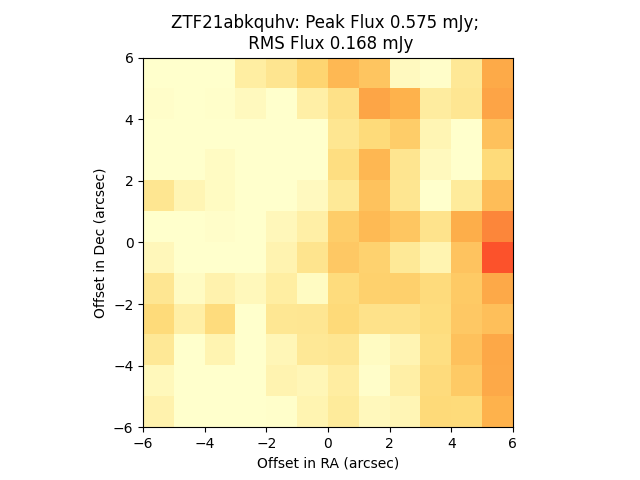 ZTF21abkquhv: Peak Flux 0.575 mJy;
RMS Flux 0.168 mJy
6
4
2
0
−2
−4
−6
Offset in Dec (arcsec)
−6 −4 −2 0 2 4 6
Offset in RA (arcsec)